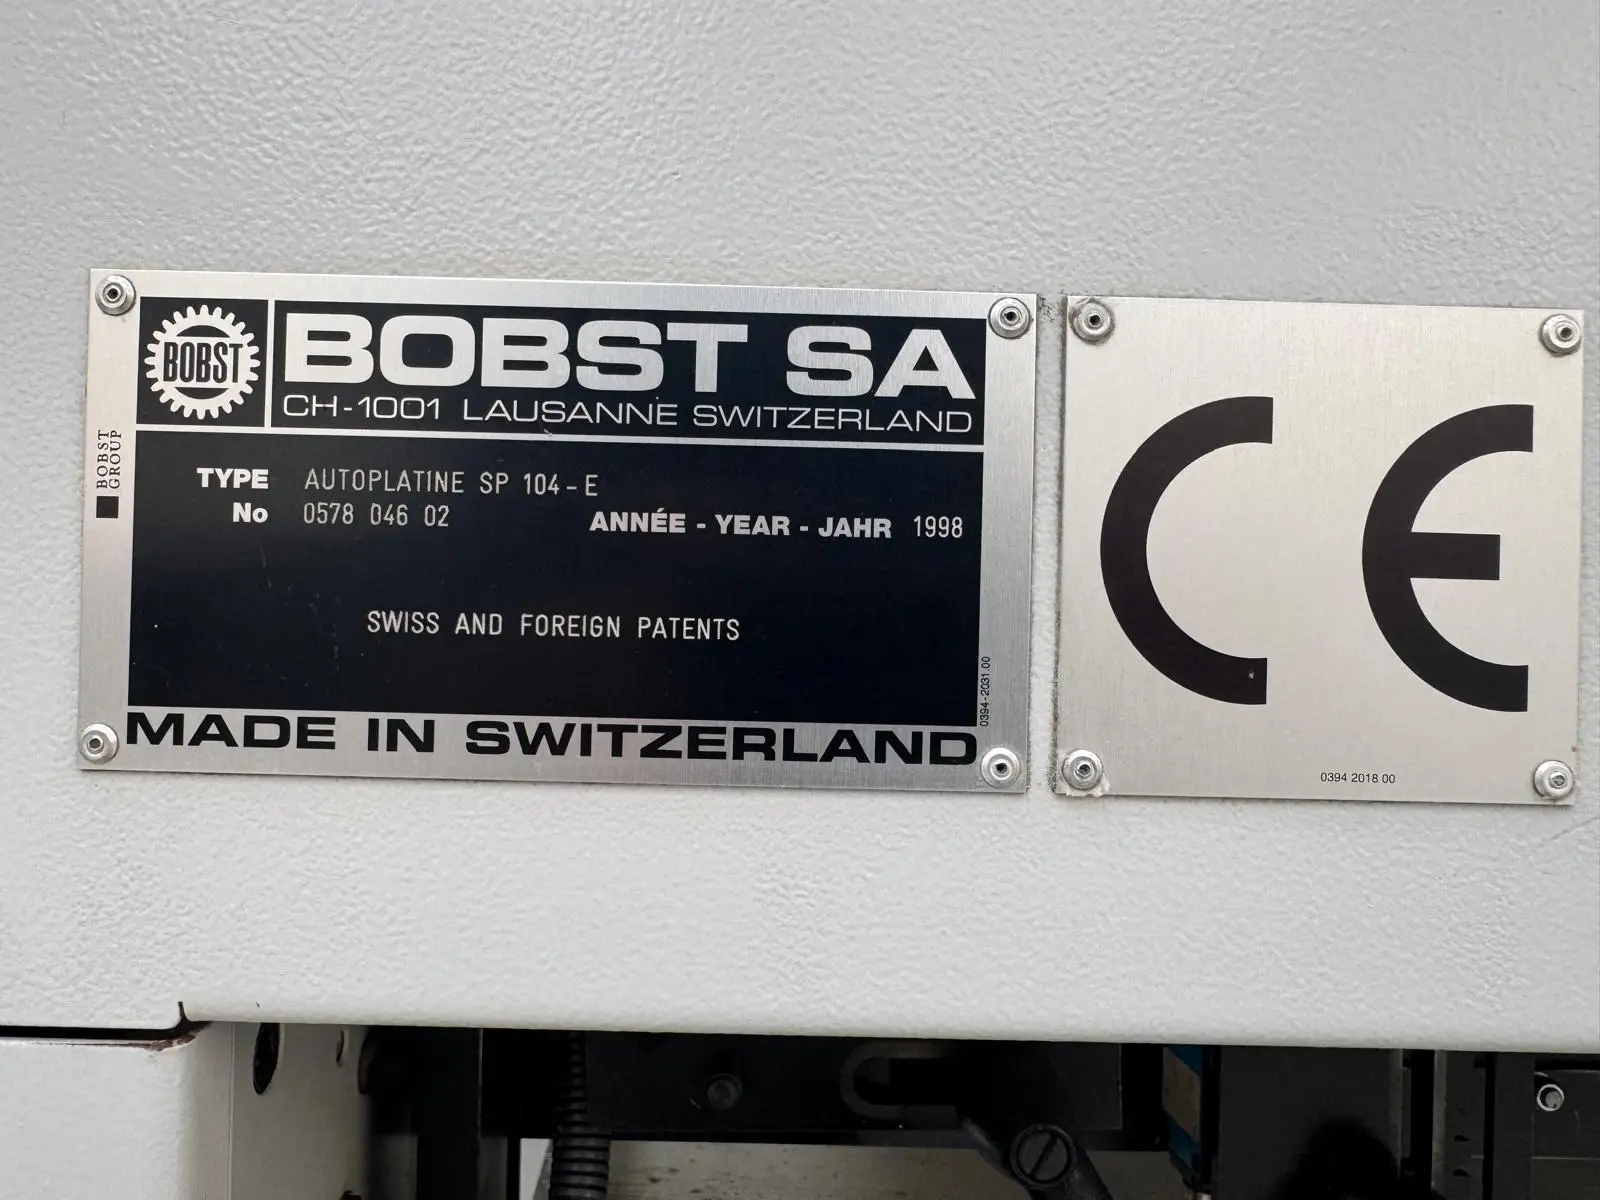 BOBST
BOBST SA
CH-1001 LAUSANNE SWITZERLAND
BOBST
GROUP
TYPE AUTOPLATINE SP 104-E
No 0578 046 02 ANNÉE - YEAR - JAHR 1998
SWISS AND FOREIGN PATENTS
0394-2031.00
MADE IN SWITZERLAND
CE
0394 2018 00